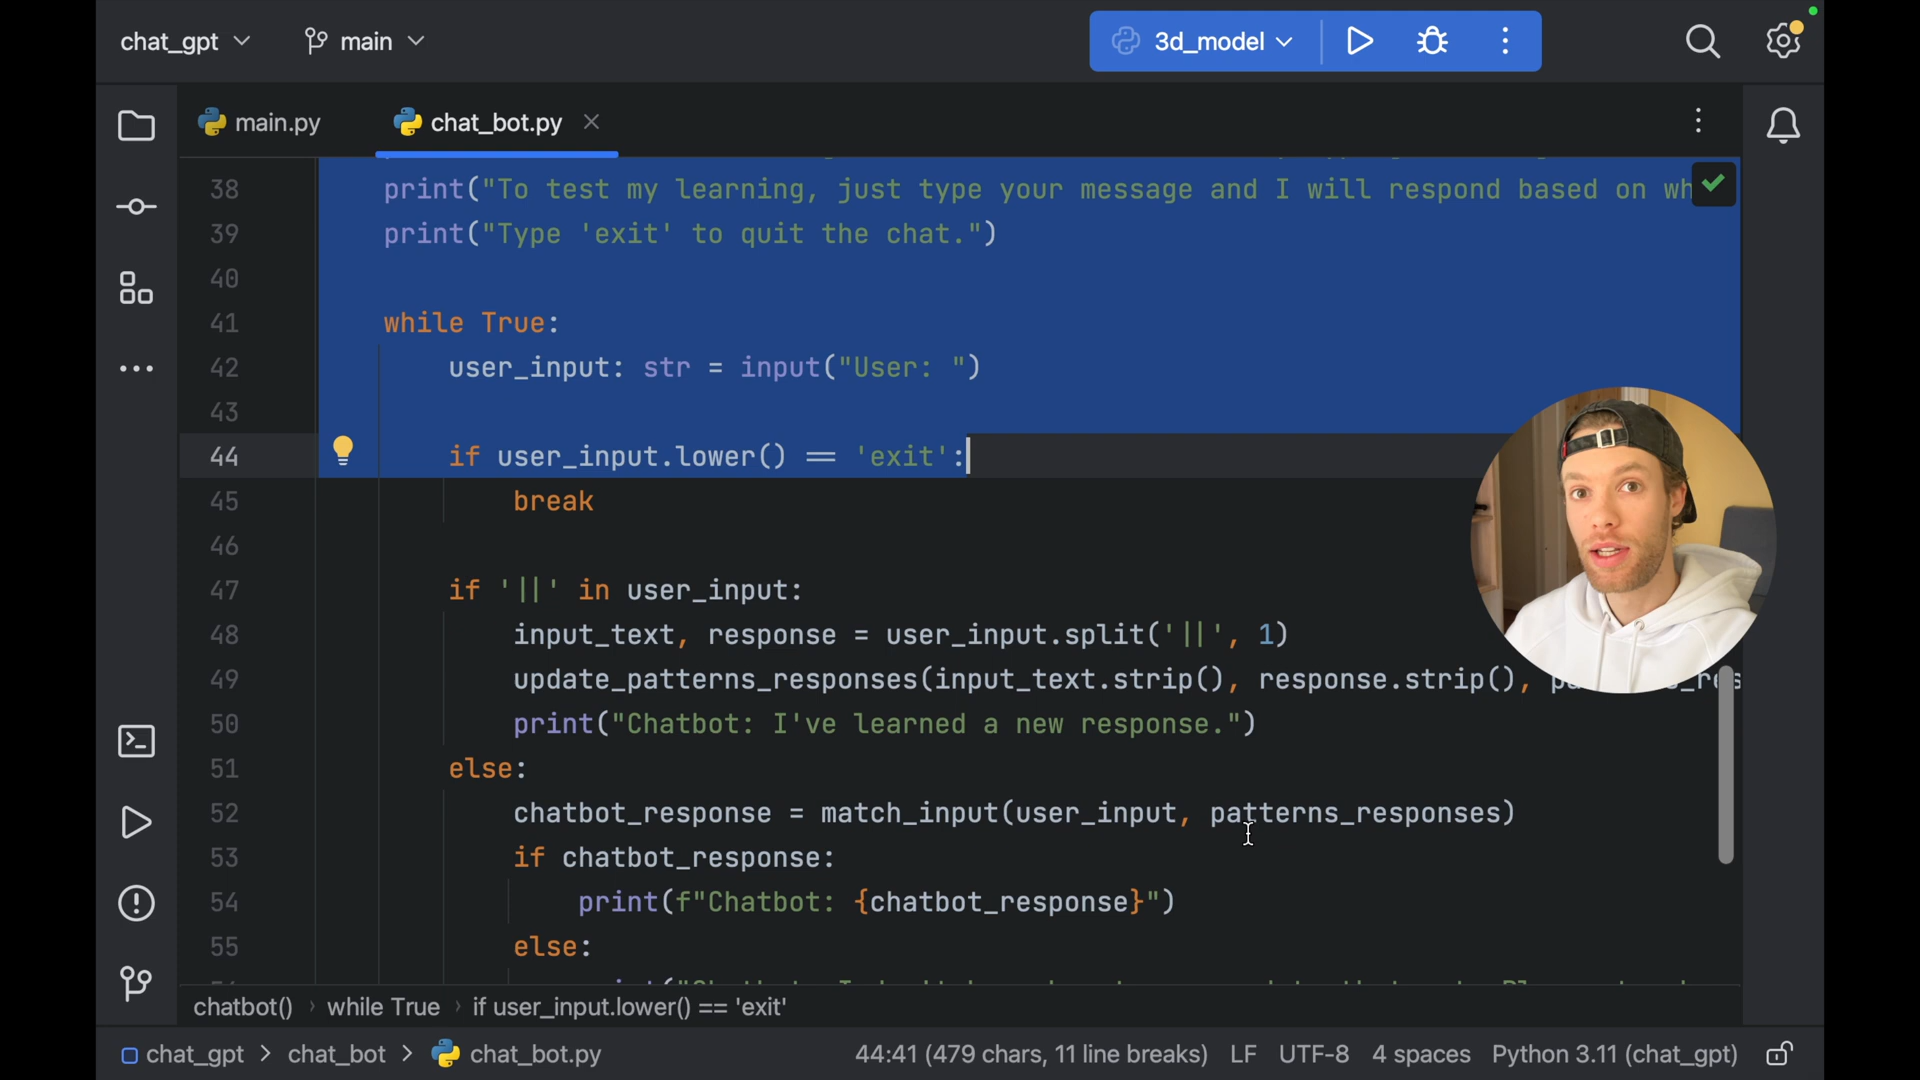 chat_gpt main 3d_model
main.py chat_bot.py
38 print("To test my learning, just type your message and I will respond based on wh
39 print("Type 'exit' to quit the chat.")
40
41 while True:
42 user_input: str = input("User: ")
43
44 if user_input.lower() == 'exit':
45 break
46
47 if '||' in user_input:
48 input_text, response = user_input.split('||', 1)
49 update_patterns_responses(input_text.strip(), response.strip(),
50 print("Chatbot: I've learned a new response.")
51 else:
52 chatbot_response = match_input(user_input, patterns_responses)
53 if chatbot_response:
54 print(f"Chatbot: {chatbot_response}")
55 else:
chatbot() › while True › if user_input.lower() == 'exit'
chat_gpt > chat_bot > chat_bot.py 44:41 (479 chars, 11 line breaks) LF UTF-8 4 spaces Python 3.11 (chat_gpt)